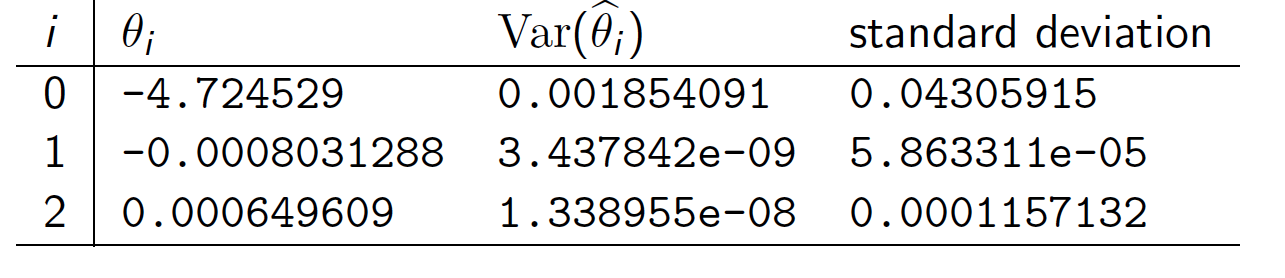 i θi Var(θ̂i) standard deviation
0 -4.724529 0.001854091 0.04305915
1 -0.0008031288 3.437842e-09 5.863311e-05
2 0.000649609 1.338955e-08 0.0001157132